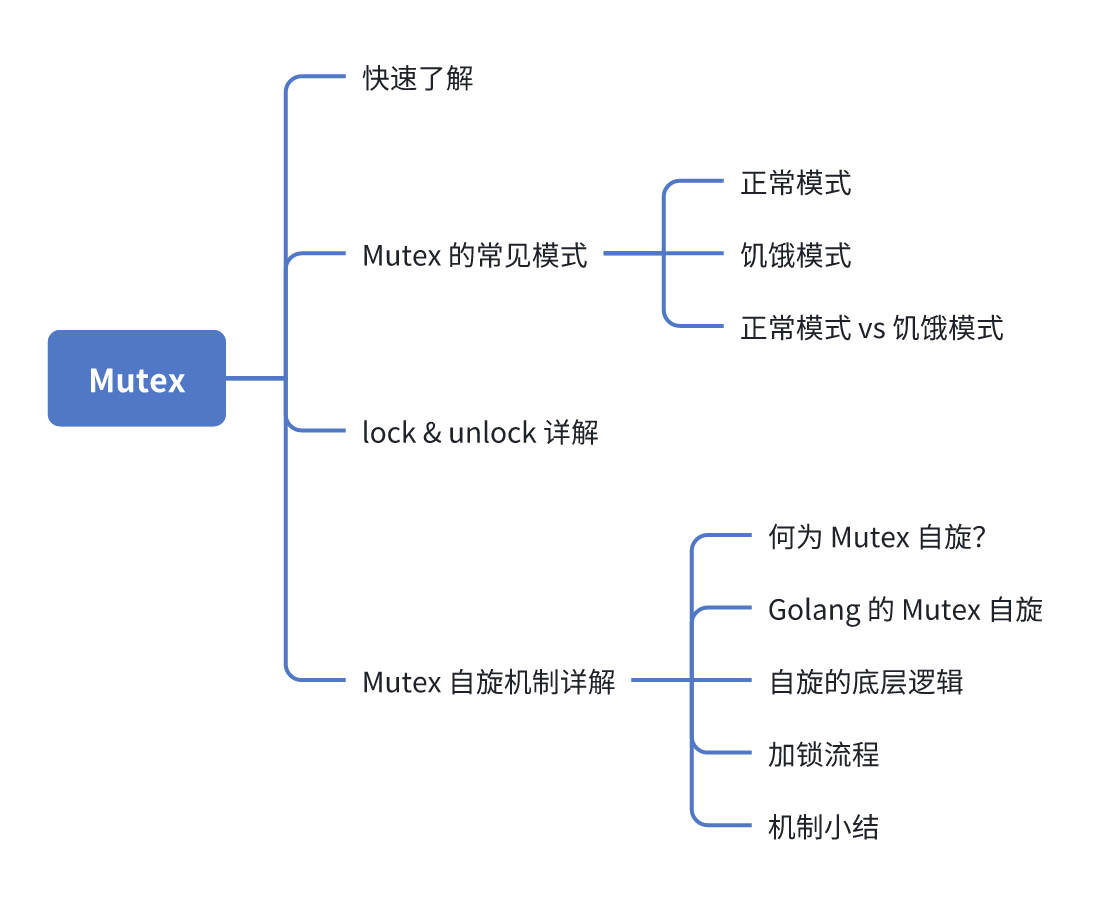 Mutex
快速了解
Mutex 的常见模式
正常模式
饥饿模式
正常模式 vs 饥饿模式
lock & unlock 详解
Mutex 自旋机制详解
何为 Mutex 自旋？
Golang 的 Mutex 自旋
自旋的底层逻辑
加锁流程
机制小结